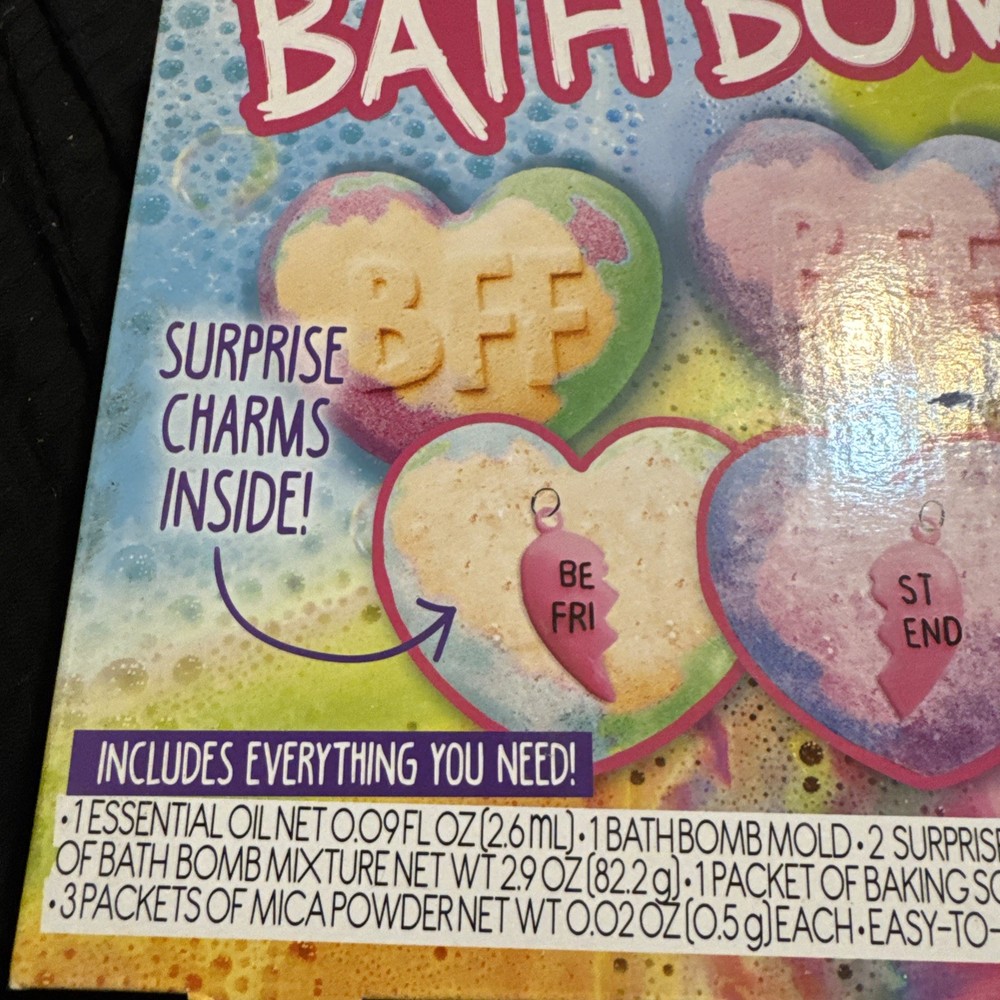 BATH BOM
BFF
BFF
SURPRISE
CHARMS
INSIDE!
BE
FRI
ST
END
INCLUDES EVERYTHING YOU NEED!
•1 ESSENTIAL OIL NET 0.09 FL OZ (2.6 mL) • 1 BATH BOMB MOLD • 2 SURPRISE
OF BATH BOMB MIXTURE NET WT 2.9 OZ (82.2 g) • 1 PACKET OF BAKING SO
• 3 PACKETS OF MICA POWDER NET WT 0.02 OZ (0.5 g) EACH • EASY-TO-